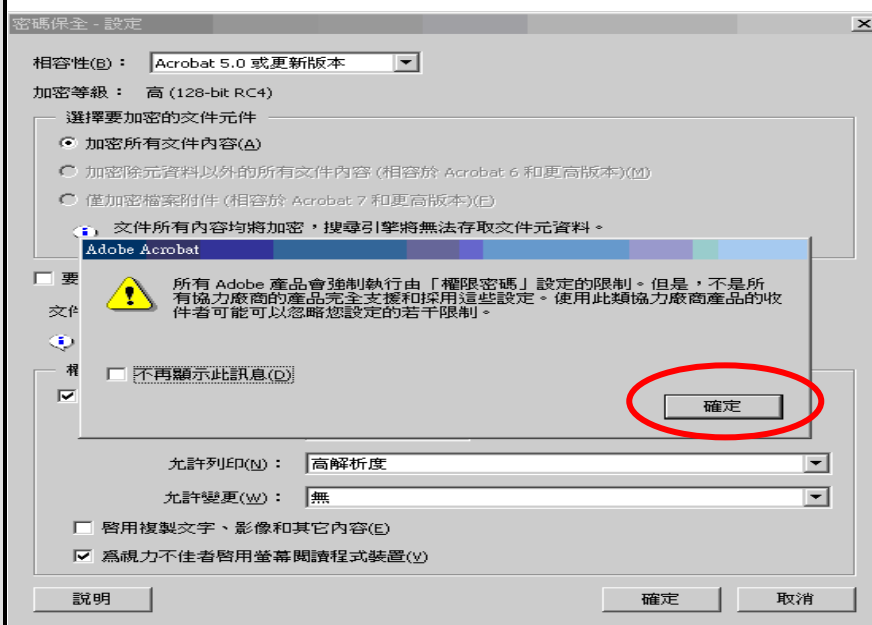 密碼保全 - 設定
相容性(B)： Acrobat 5.0 或更新版本
加密等級： 高 (128-bit RC4)
選擇要加密的文件元件
加密所有文件內容(A)
加密除元資料以外的所有文件內容 (相容於 Acrobat 6 和更高版本)(M)
僅加密檔案附件 (相容於 Acrobat 7 和更高版本)(F)
文件所有內容均將加密，搜尋引擎將無法存取文件元資料。
Adobe Acrobat
要
所有 Adobe 產品會強制執行由「權限密碼」設定的限制。但是，不是所
有協力廠商的產品完全支援和採用這些設定。使用此類協力廠商產品的收
件者可能可以忽略您設定的若干限制。
文件
權
不再顯示此訊息(D)
確定
允許列印(N)： 高解析度
允許變更(W)： 無
啓用複製文字、影像和其它內容(E)
為視力不佳者啓用螢幕閱讀程式裝置(V)
說明 確定 取消